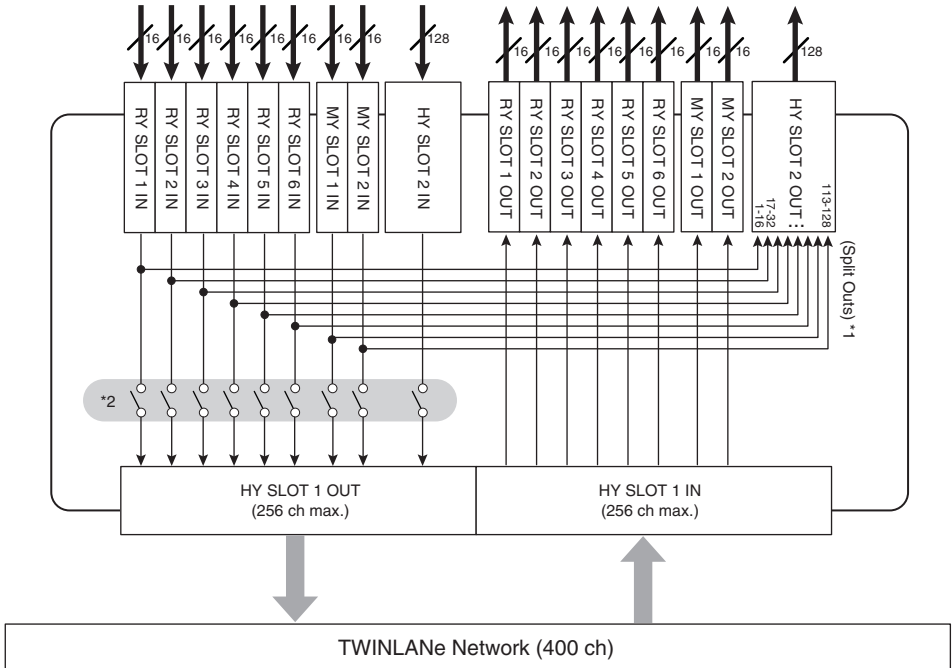 16 16 16 16 16 16 16 16 128
16 16 16 16 16 16 16 16 128
RY SLOT 1 IN
RY SLOT 2 IN
RY SLOT 3 IN
RY SLOT 4 IN
RY SLOT 5 IN
RY SLOT 6 IN
MY SLOT 1 IN
MY SLOT 2 IN
HY SLOT 2 IN
RY SLOT 1 OUT
RY SLOT 2 OUT
RY SLOT 3 OUT
RY SLOT 4 OUT
RY SLOT 5 OUT
RY SLOT 6 OUT
MY SLOT 1 OUT
MY SLOT 2 OUT
HY SLOT 2 OUT
1-16
17-32
:
:
113-128
(Split Outs) *1
*2
HY SLOT 1 OUT
(256 ch max.)
HY SLOT 1 IN
(256 ch max.)
TWINLANe Network (400 ch)